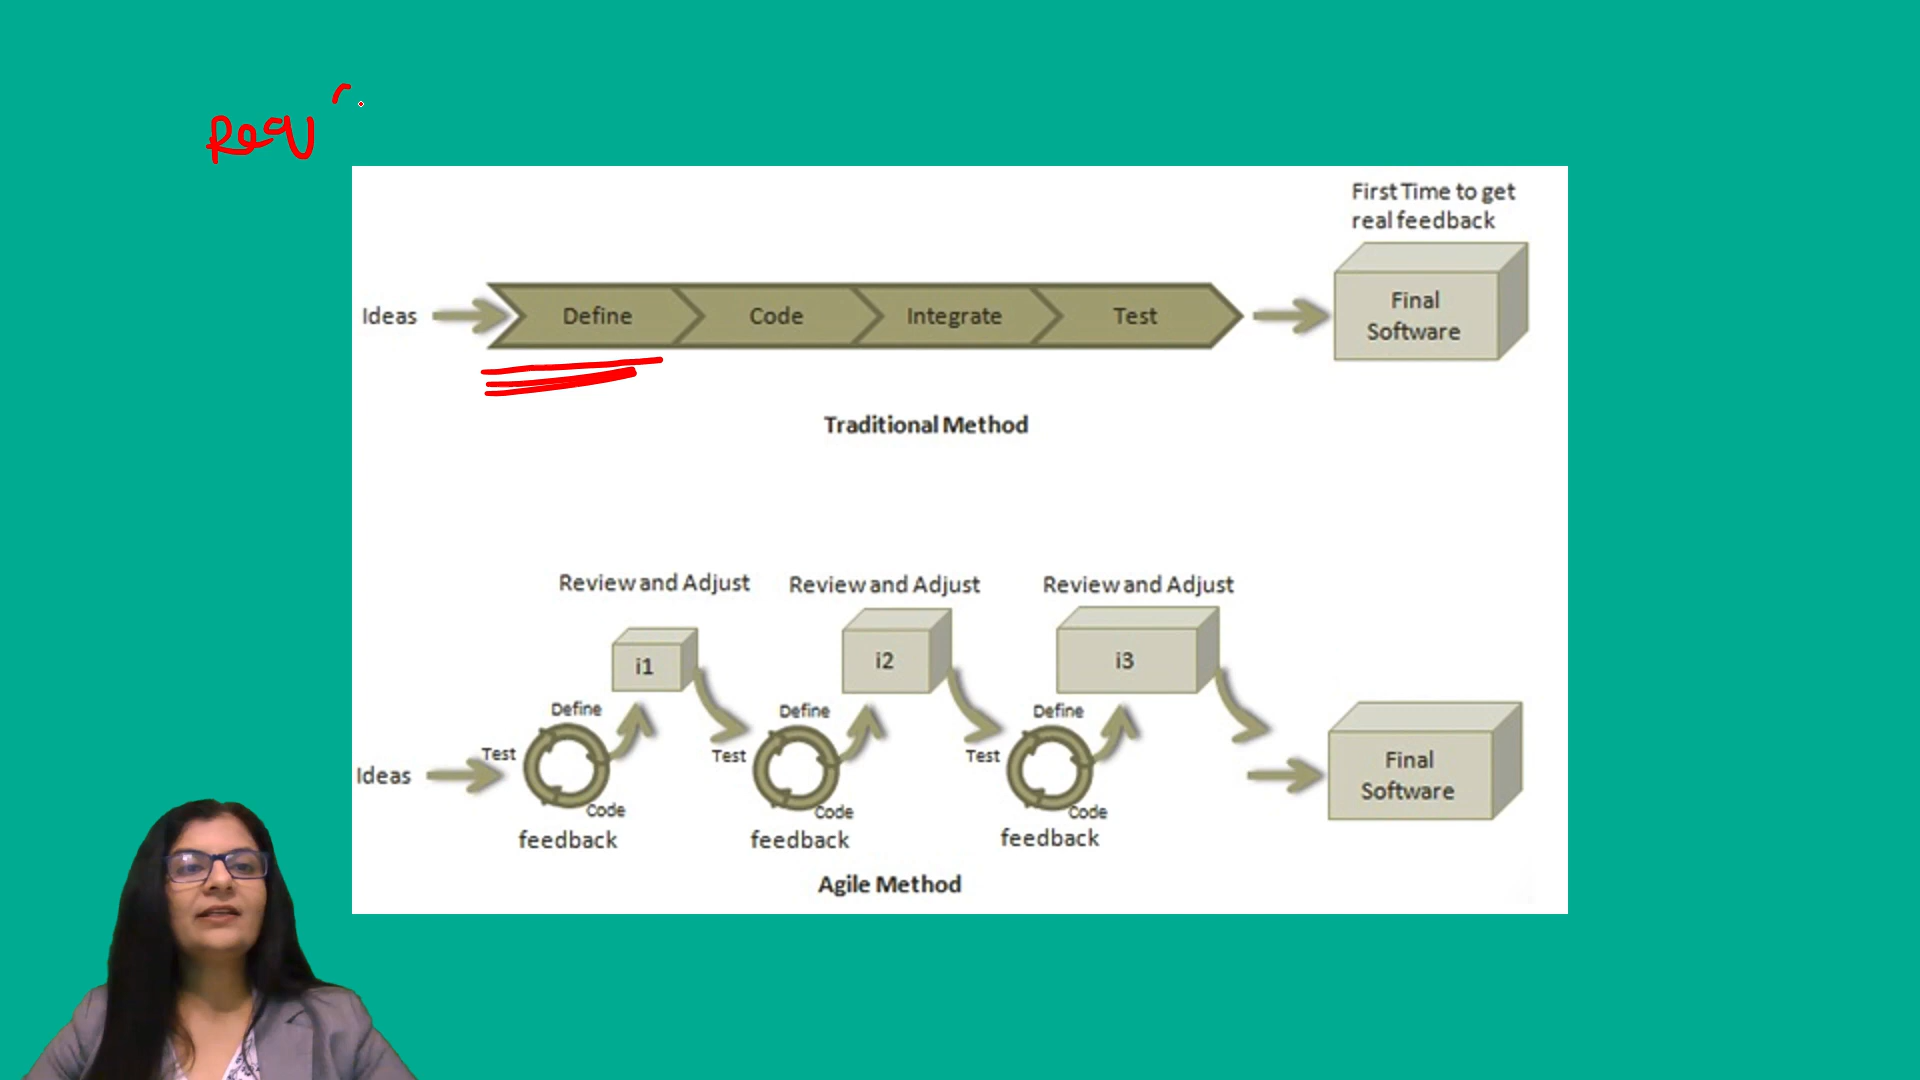 Requ
First Time to get
real feedback
Ideas
Define
Code
Integrate
Test
Final
Software
Traditional Method
Review and Adjust
Review and Adjust
Review and Adjust
i1
i2
i3
Define
Define
Define
Test
Test
Test
Ideas
Final
Software
Code
Code
Code
feedback
feedback
feedback
Agile Method